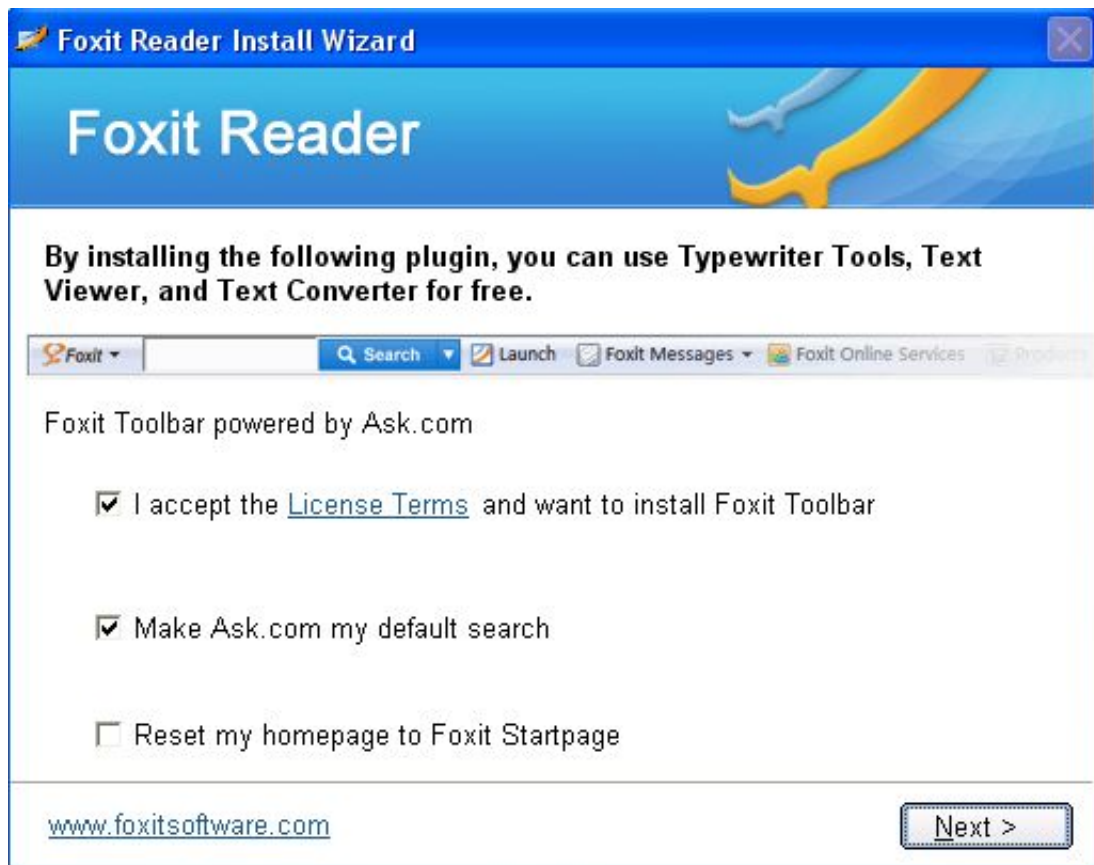 Foxit Reader Install Wizard
Foxit Reader
By installing the following plugin, you can use Typewriter Tools, Text
Viewer, and Text Converter for free.
Foxit Search Launch Foxit Messages Foxit Online Services Products
Foxit Toolbar powered by Ask.com
I accept the License Terms and want to install Foxit Toolbar
Make Ask.com my default search
Reset my homepage to Foxit Startpage
www.foxitsoftware.com Next >